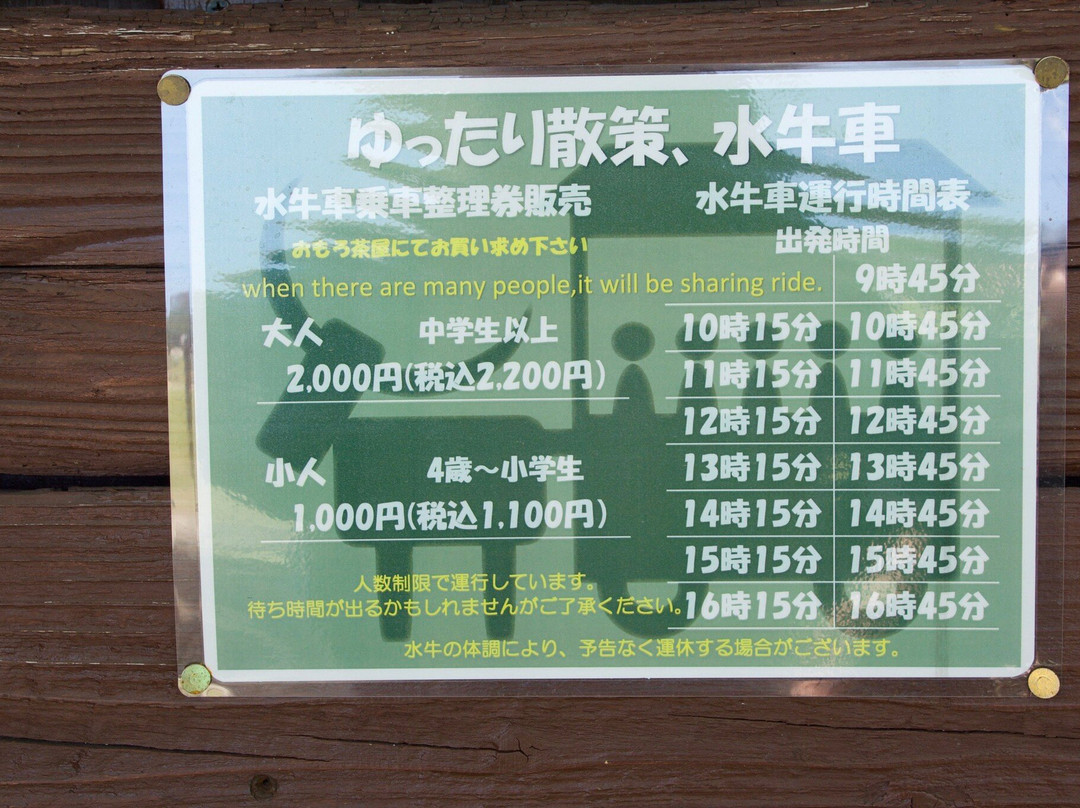 ゆったり散策、水牛車
水牛車乗車整理券販売
おもろ茶屋にてお買い求め下さい
when there are many people,it will be sharing ride.
大人 中学生以上
2,000円(税込2,200円)
小人 4歳～小学生
1,000円(税込1,100円)
人数制限で運行しています。
待ち時間が出るかもしれませんがご了承ください。
水牛車運行時間表
出発時間
9時45分
10時15分 10時45分
11時15分 11時45分
12時15分 12時45分
13時15分 13時45分
14時15分 14時45分
15時15分 15時45分
16時15分 16時45分
水牛の体調により、予告なく運休する場合がございます。